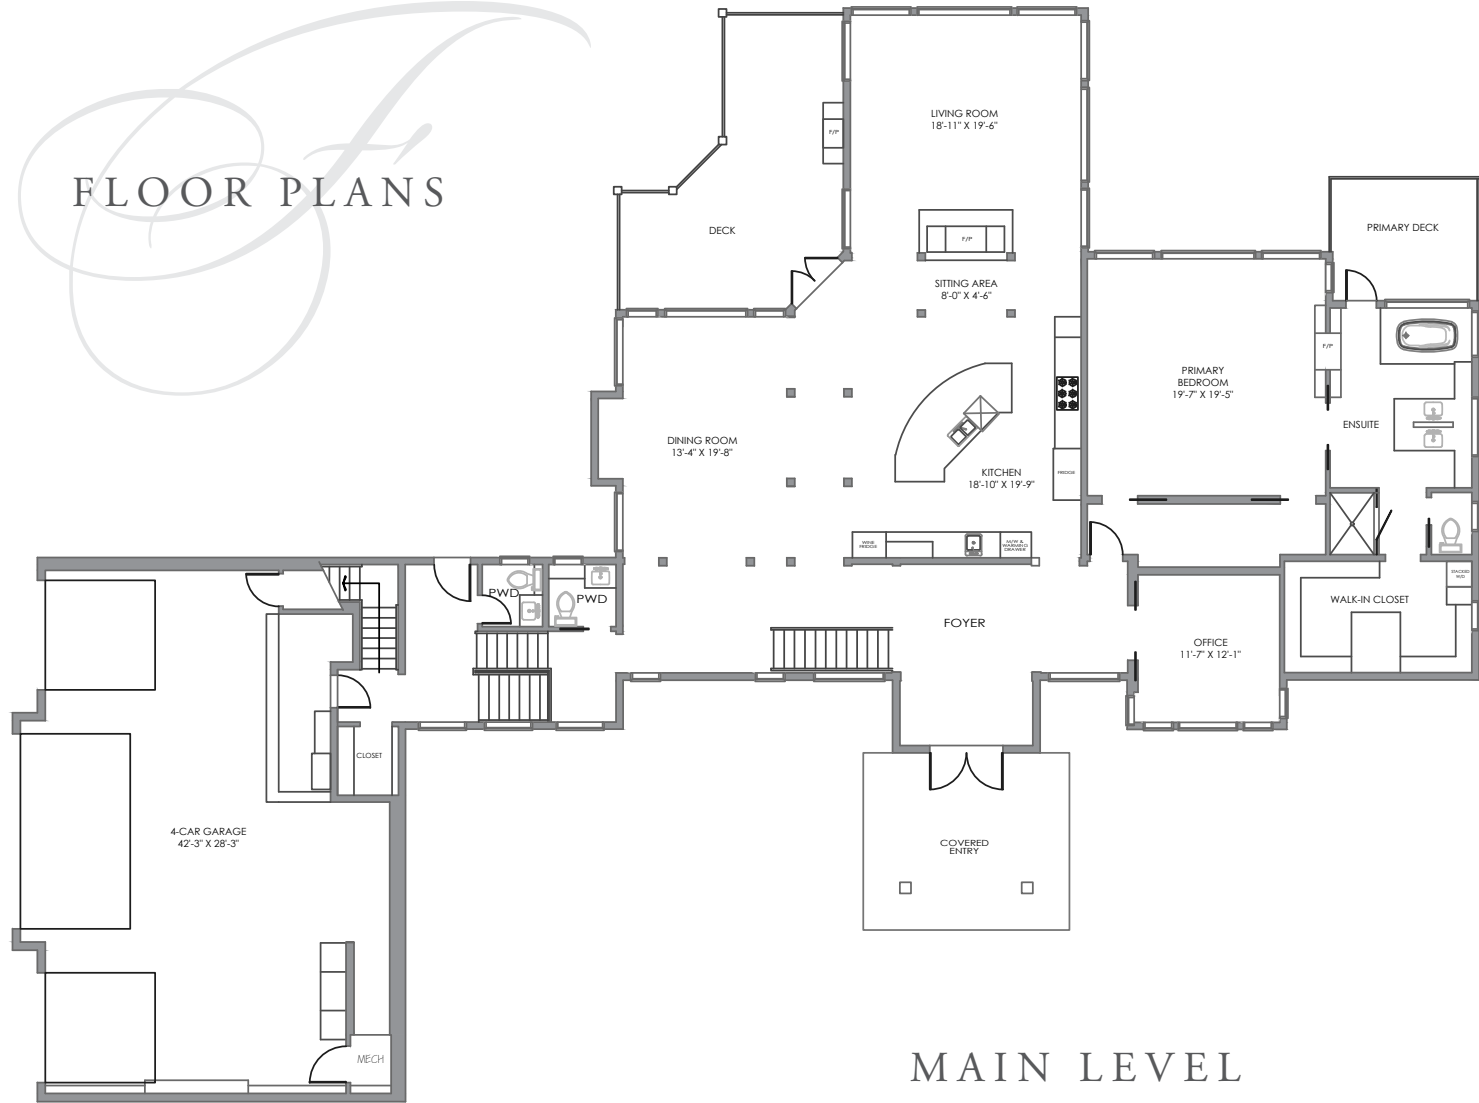 FLOOR PLANS
LIVING ROOM
18'-11" X 19'-6"
F/P
DECK
F/P
PRIMARY DECK
SITTING AREA
8'-0" X 4'-6"
F/P
PRIMARY
BEDROOM
19'-7" X 19'-5"
ENSUITE
DINING ROOM
13'-4" X 19'-8"
KITCHEN
18'-10" X 19'-9"
FRIDGE
WINE
FRIDGE
M/W &
WARMING
DRAWER
PWD
PWD
FOYER
STACKED
W/D
WALK-IN CLOSET
OFFICE
11'-7" X 12'-1"
CLOSET
4-CAR GARAGE
42'-3" X 28'-3"
COVERED
ENTRY
MECH
MAIN LEVEL